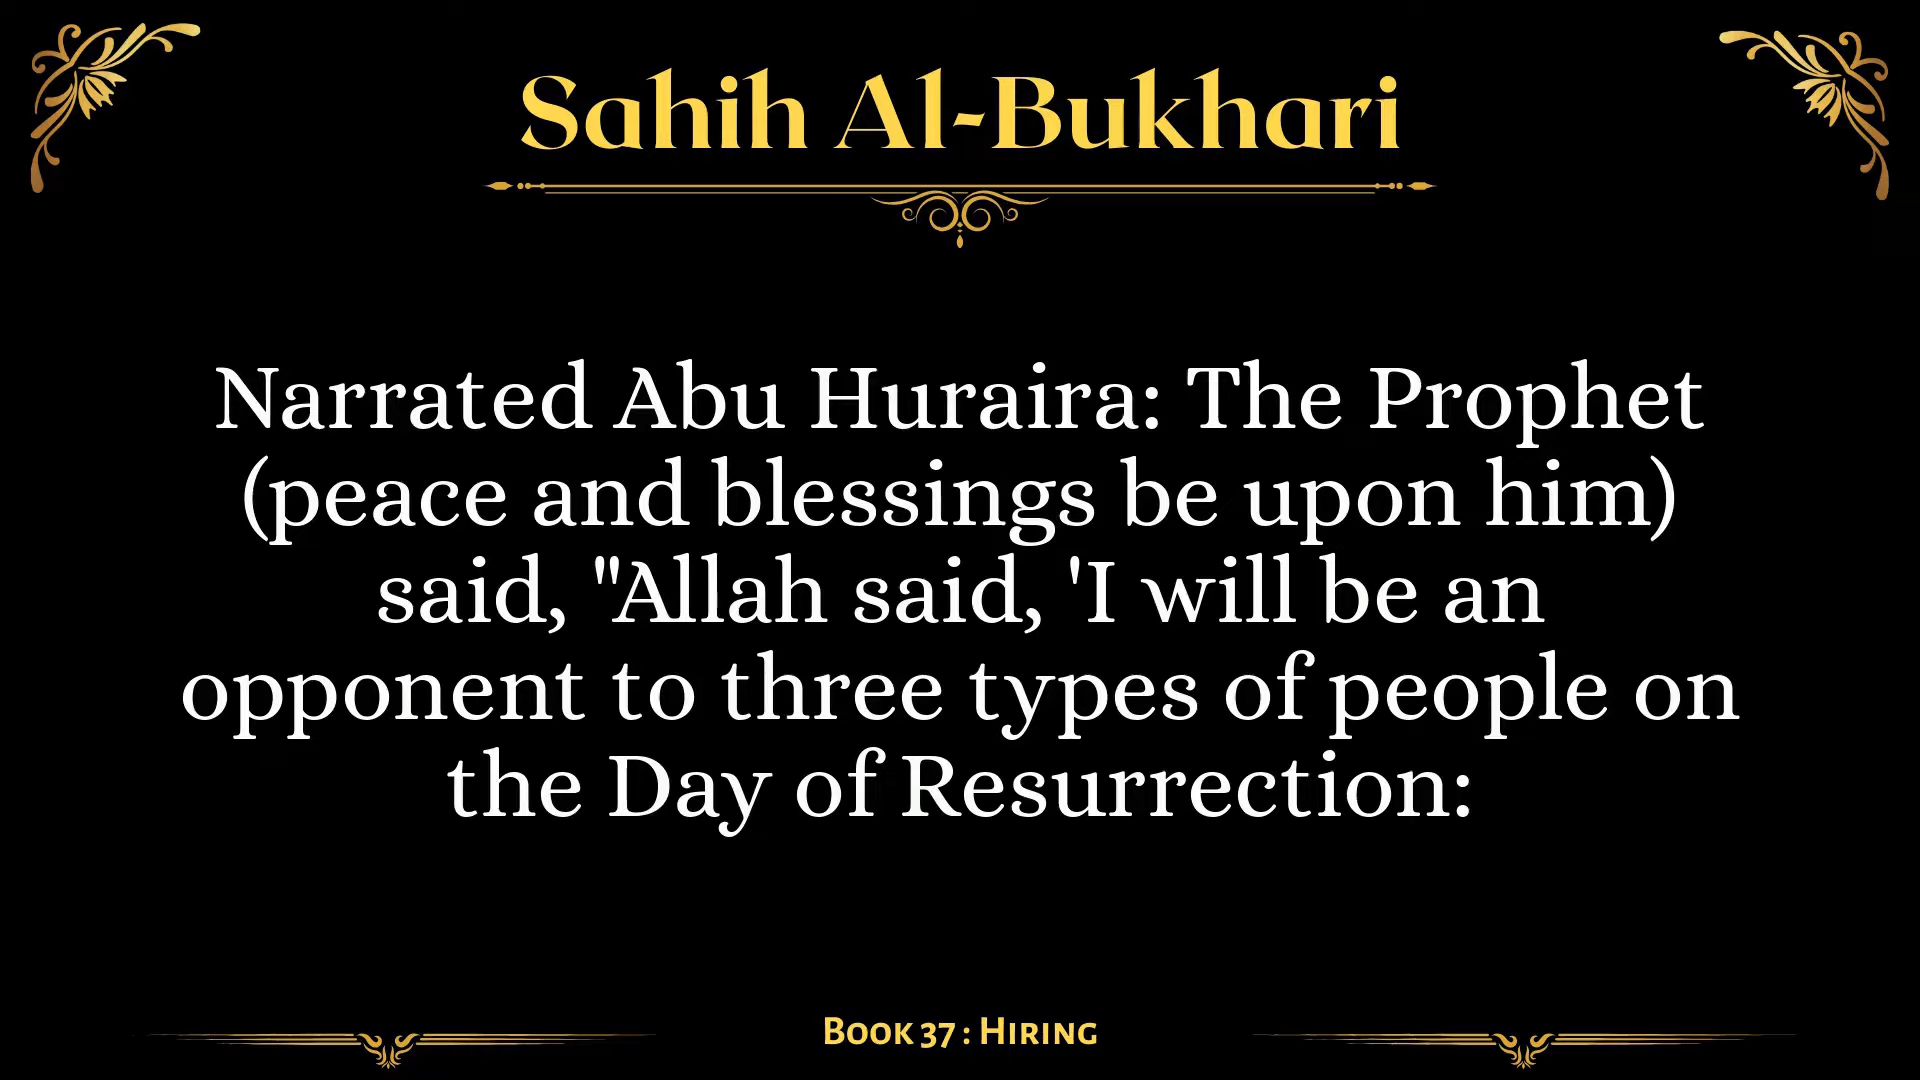 Sahih Al-Bukhari
Narrated Abu Huraira: The Prophet
(peace and blessings be upon him)
said, "Allah said, 'I will be an
opponent to three types of people on
the Day of Resurrection:
Book 37 : Hiring